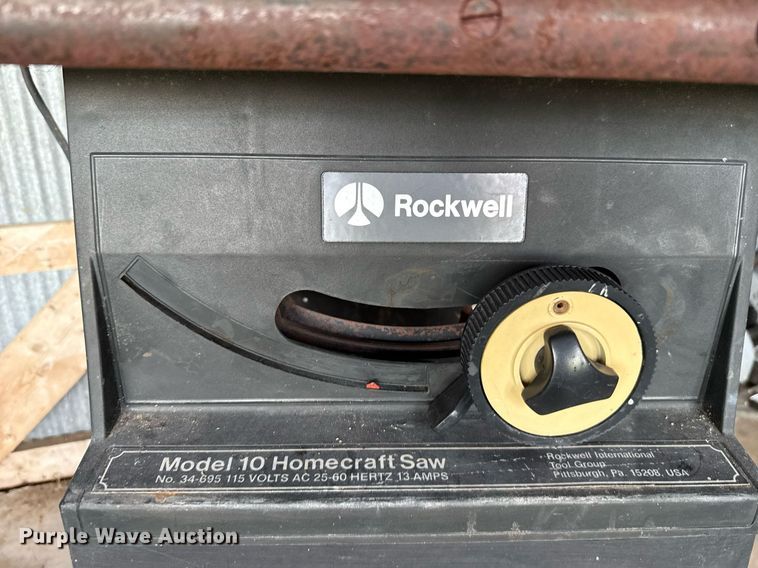 Rockwell
Model 10 Homecraft Saw
No. 34-695 115 VOLTS AC 25-60 HERTZ 13 AMPS
Rockwell International
Tool Group
Pittsburgh, Pa. 15208, USA
Purple Wave Auction